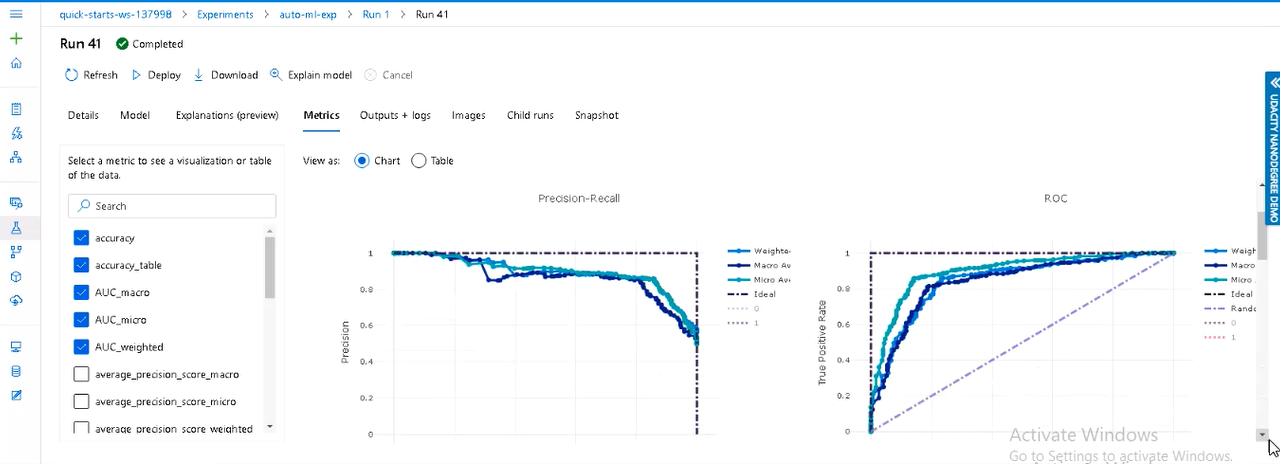 quick-starts-ws-137998 > Experiments > auto-ml-exp > Run 1 > Run 41
Run 41 Completed
Refresh Deploy Download Explain model Cancel
Details Model Explanations (preview) Metrics Outputs + logs Images Child runs Snapshot
Select a metric to see a visualization or table
of the data.
Search
accuracy
accuracy_table
AUC_macro
AUC_micro
AUC_weighted
average_precision_score_macro
average_precision_score_micro
average_precision_score_weighted
View as: Chart Table
Precision-Recall
Precision
1
0.8
0.6
0.4
0.2
0
Weighte
Macro Av
Micro Av
Ideal
0
1
ROC
True Positive Rate
1
0.8
0.6
0.4
0.2
0
Weigh
Macro
Micro
Ideal
Rando
0
1
UDACITY NANODEGREE DEMO
Activate Windows
Go to Settings to activate Windows.